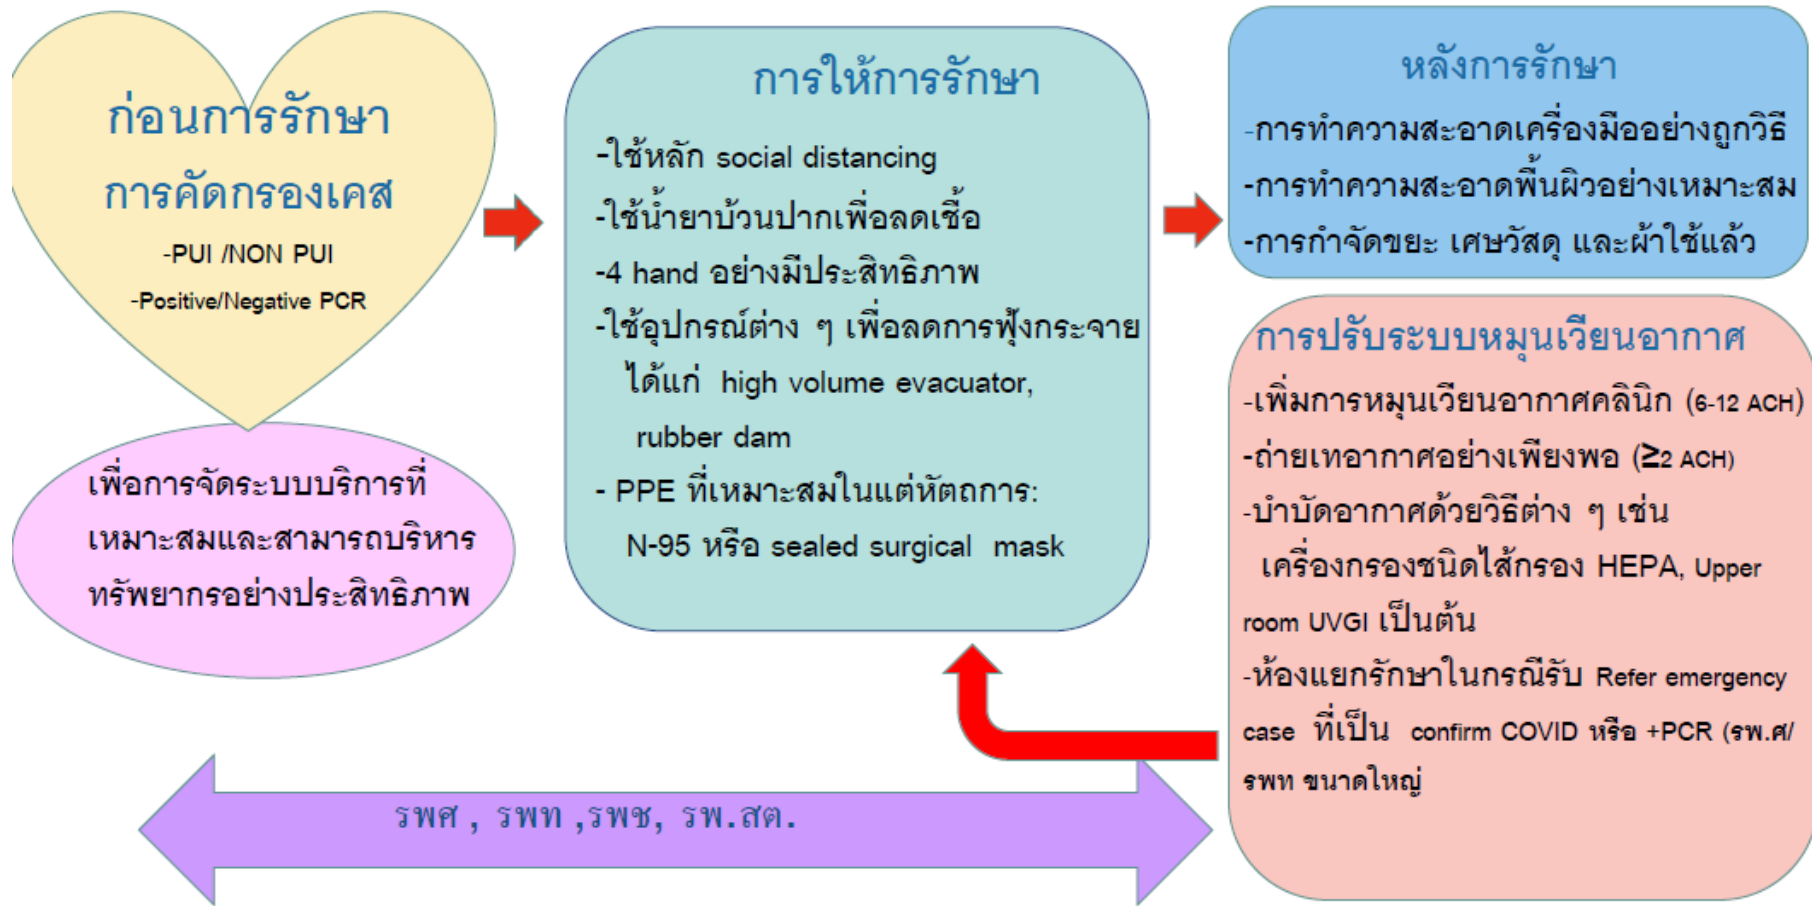 ก่อนการรักษา
การคัดกรองเคส
-PUI /NON PUI
-Positive/Negative PCR
เพื่อการจัดระบบบริการที่
เหมาะสมและสามารถบริหาร
ทรัพยากรอย่างประสิทธิภาพ
การให้การรักษา
-ใช้หลัก social distancing
-ใช้น้ำยาบ้วนปากเพื่อลดเชื้อ
-4 hand อย่างมีประสิทธิภาพ
-ใช้อุปกรณ์ต่าง ๆ เพื่อลดการฟุ้งกระจาย
ได้แก่ high volume evacuator,
rubber dam
- PPE ที่เหมาะสมในแต่หัตถการ:
N-95 หรือ sealed surgical mask
หลังการรักษา
-การทำความสะอาดเครื่องมืออย่างถูกวิธี
-การทำความสะอาดพื้นผิวอย่างเหมาะสม
-การกำจัดขยะ เศษวัสดุ และผ้าใช้แล้ว
การปรับระบบหมุนเวียนอากาศ
-เพิ่มการหมุนเวียนอากาศคลินิก (6-12 ACH)
-ถ่ายเทอากาศอย่างเพียงพอ (≥2 ACH)
-บำบัดอากาศด้วยวิธีต่าง ๆ เช่น
เครื่องกรองชนิดไส้กรอง HEPA, Upper
room UVGI เป็นต้น
-ห้องแยกรักษาในกรณีรับ Refer emergency
case ที่เป็น confirm COVID หรือ +PCR (รพ.ศ/
รพท ขนาดใหญ่
รพศ , รพท ,รพช, รพ.สต.